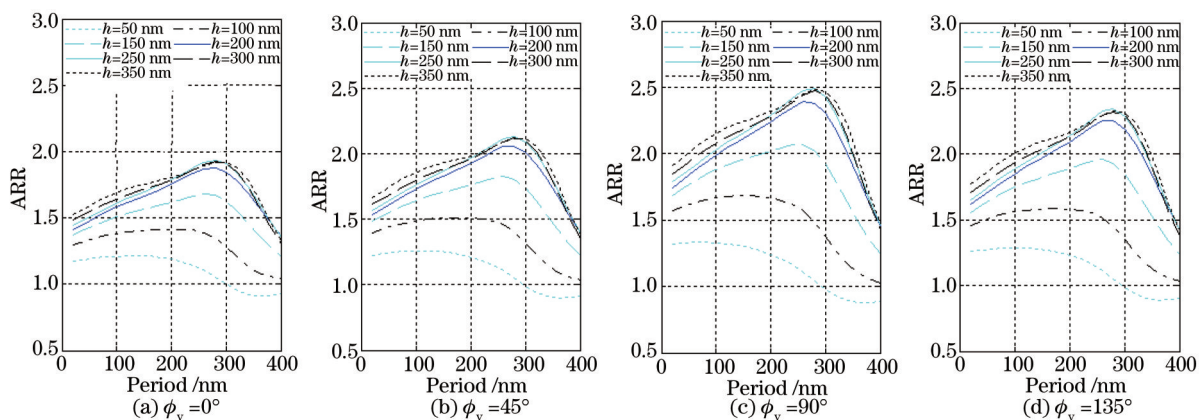 3.0
h=50 nm h=100 nm
h=150 nm h=200 nm
h=250 nm h=300 nm
h=350 nm
2.5
2.0
1.5
1.0
0.5
ARR
0 100 200 300 400
Period /nm
(a) ϕv =0°
3.0
h=50 nm h=100 nm
h=150 nm h=200 nm
h=250 nm h=300 nm
h=350 nm
2.5
2.0
1.5
1.0
0.5
ARR
0 100 200 300 400
Period /nm
(b) ϕv =45°
3.0
h=50 nm h=100 nm
h=150 nm h=200 nm
h=250 nm h=300 nm
h=350 nm
2.5
2.0
1.5
1.0
0.5
ARR
0 100 200 300 400
Period /nm
(c) ϕv =90°
3.0
h=50 nm h=100 nm
h=150 nm h=200 nm
h=250 nm h=300 nm
h=350 nm
2.5
2.0
1.5
1.0
0.5
ARR
0 100 200 300 400
Period /nm
(d) ϕv =135°